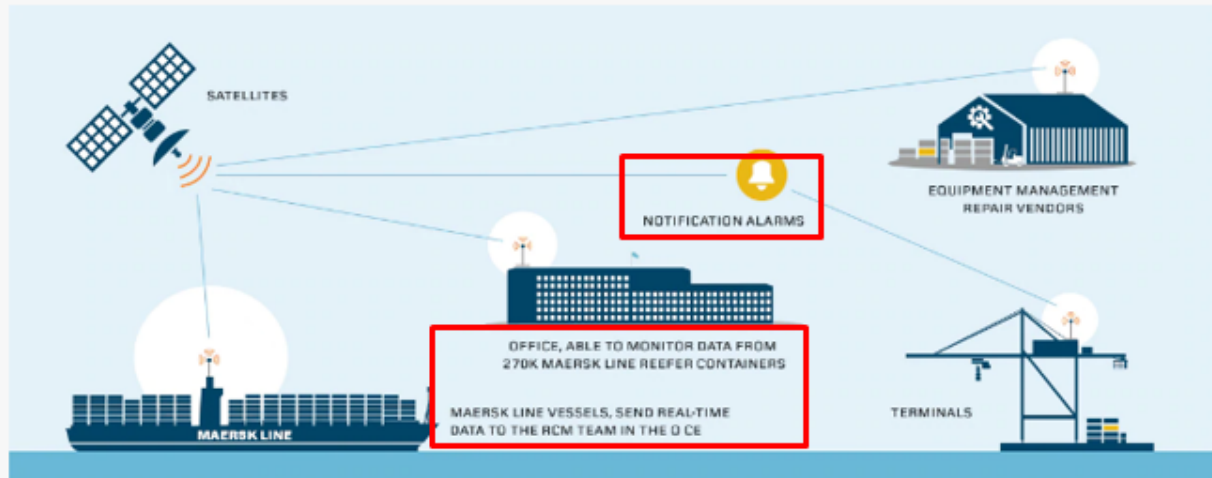 SATELLITES
NOTIFICATION ALARMS
EQUIPMENT MANAGEMENT
REPAIR VENDORS
OFFICE, ABLE TO MONITOR DATA FROM
270K MAERSK LINE REEFER CONTAINERS
MAERSK LINE VESSELS, SEND REAL-TIME
DATA TO THE RCM TEAM IN THE O CE
TERMINALS
MAERSK LINE